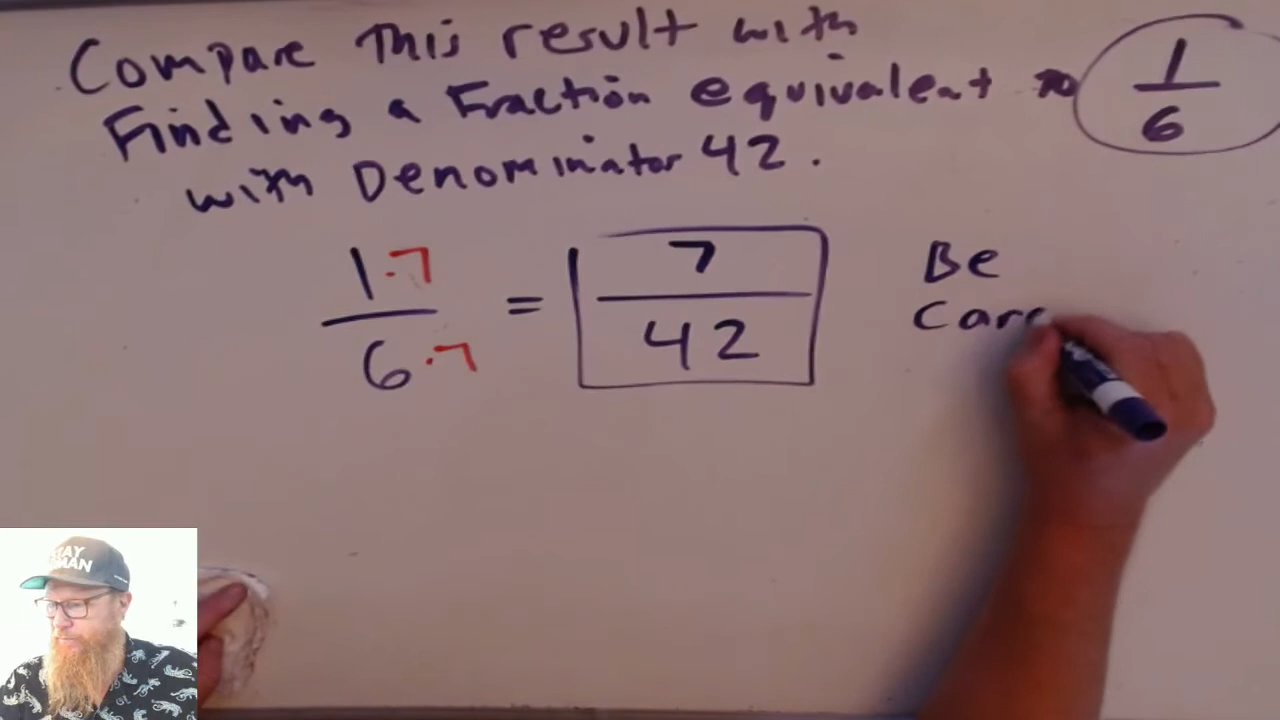 Compare This result with
Finding a Fraction equivalent to 1/6
with Denominator 42.
1·7/6·7 = 7/42
Be
Care
STAY